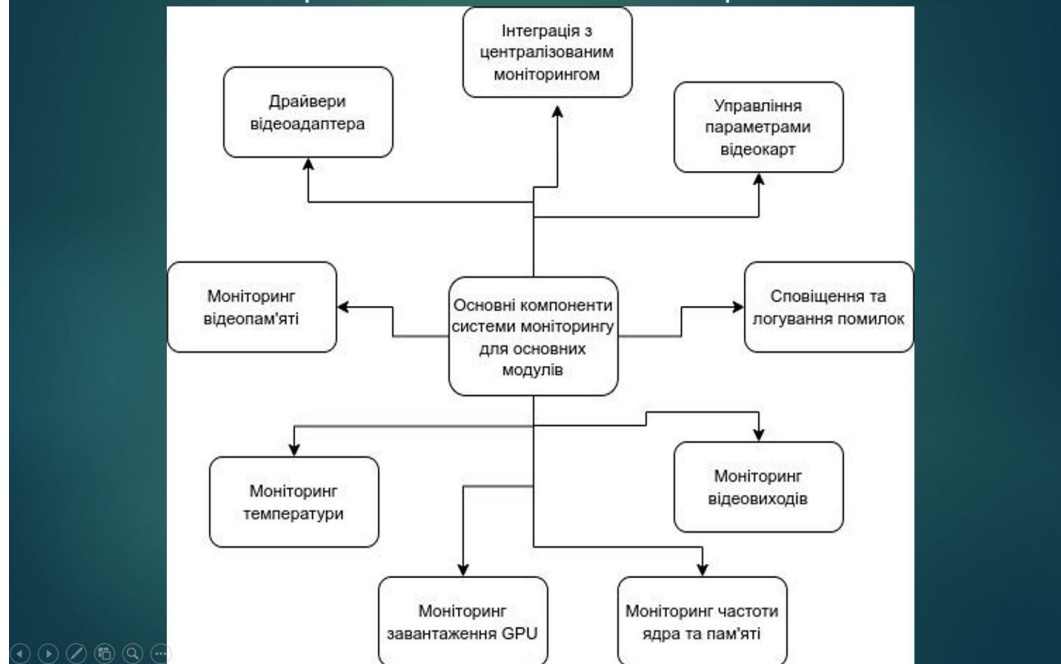 Інтеграція з
централізованим
моніторингом
Драйвери
відеоадаптера
Управління
параметрами
відеокарт
Моніторинг
відеопам'яті
Основні компоненти
системи моніторингу
для основних
модулів
Сповіщення та
логування помилок
Моніторинг
температури
Моніторинг
відеовиходів
Моніторинг
завантаження GPU
Моніторинг частоти
ядра та пам'яті